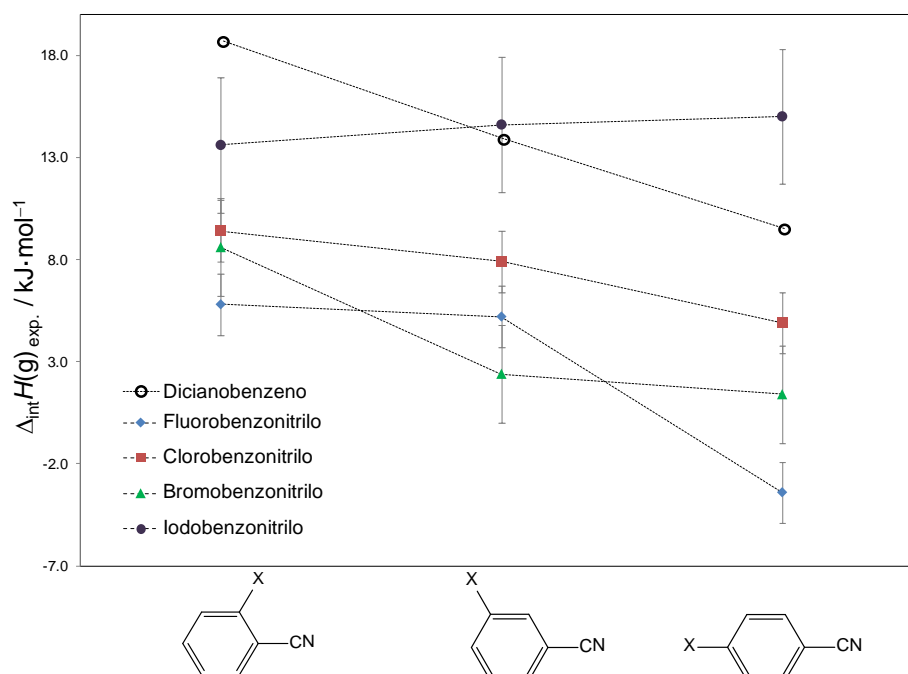 18.0
13.0
8.0
3.0
-2.0
-7.0
ΔintH(g)exp. / kJ·mol⁻¹
Dicianobenzeno
Fluorobenzonitrilo
Clorobenzonitrilo
Bromobenzonitrilo
Iodobenzonitrilo
X
CN
X
CN
X
CN